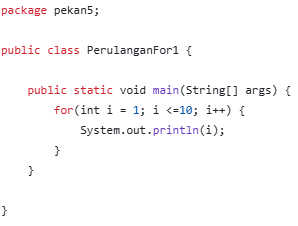 package pekan5;
public class PerulanganFor1 {
    public static void main(String[] args) {
        for(int i = 1; i <=10; i++) {
            System.out.println(i);
        }
    }
}